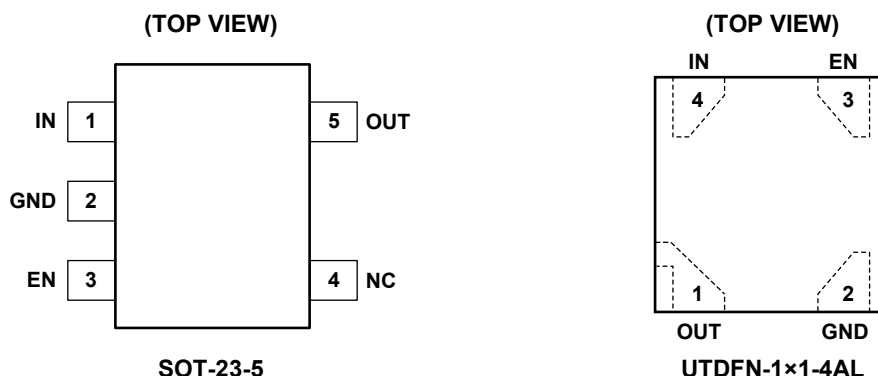 (TOP VIEW)
IN 1
5 OUT
GND 2
EN 3
4 NC
SOT-23-5
(TOP VIEW)
IN EN
4 3
1 2
OUT GND
UTDFN-1×1-4AL